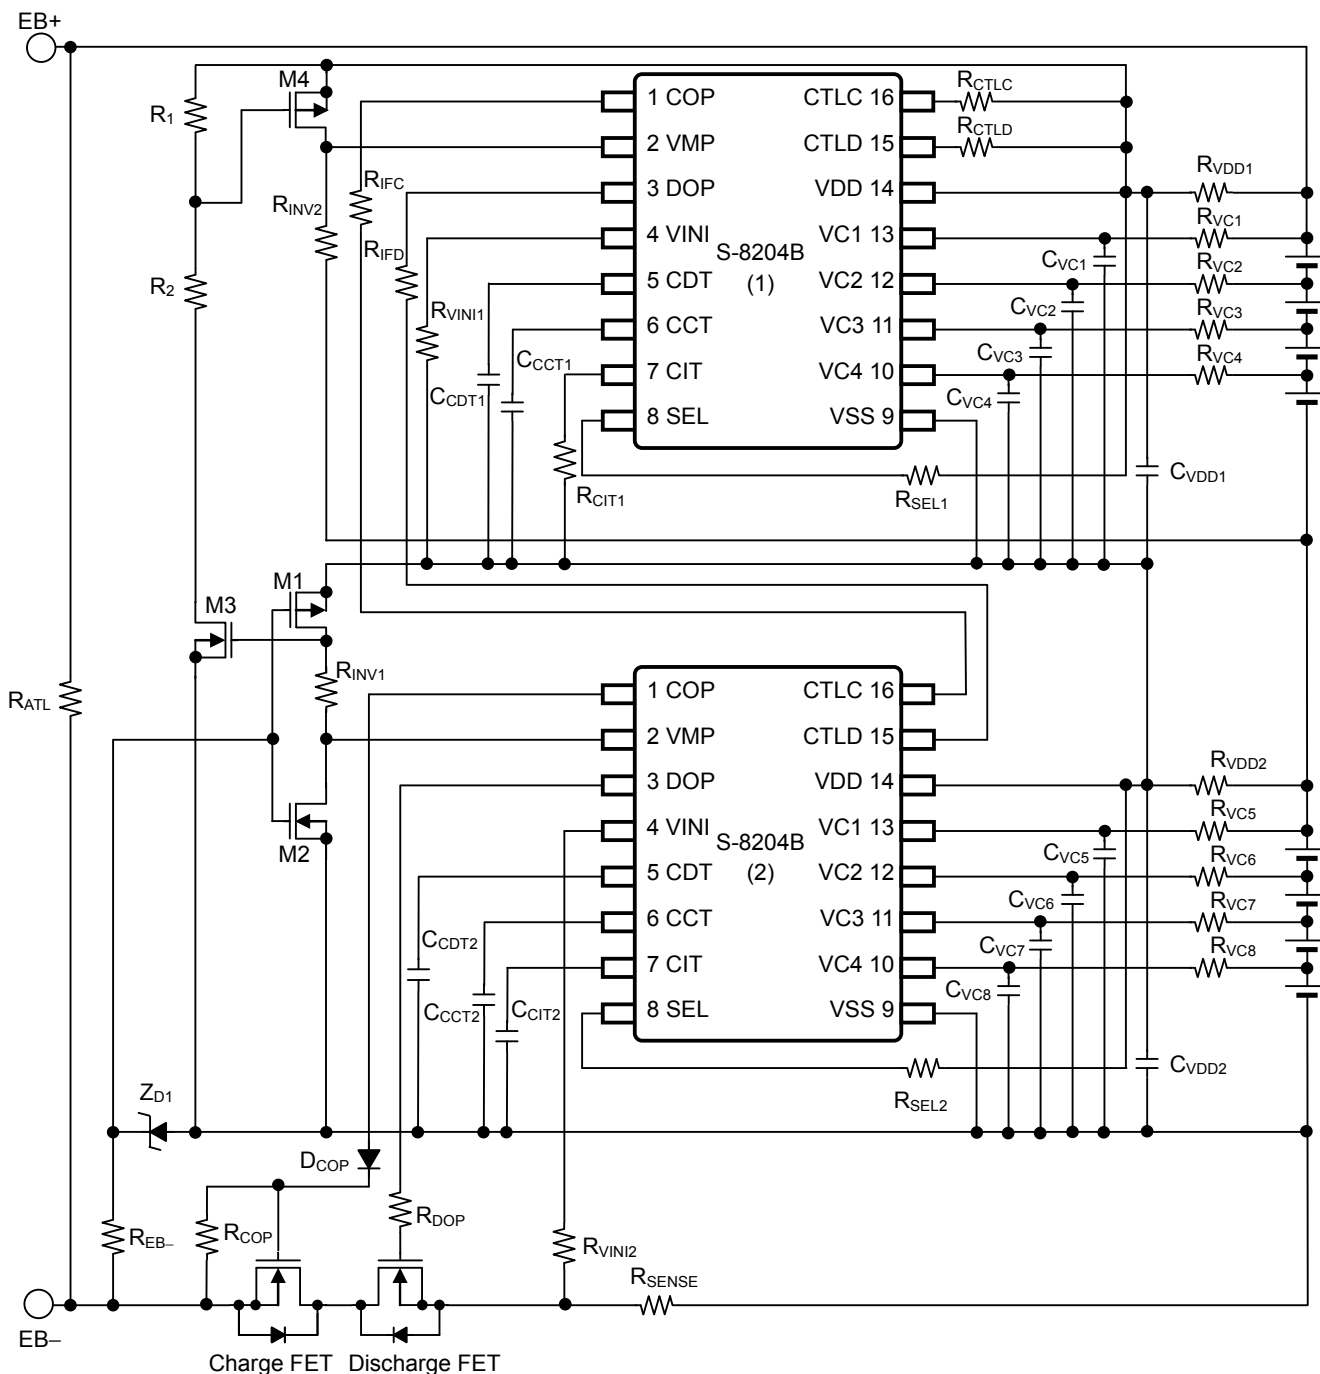 EB+
M4
R1
RINV2
RIFC
RIFD
R2
RVINI1
CCDT1
CCCT1
RCIT1
1 COP
2 VMP
3 DOP
4 VINI
5 CDT
6 CCT
7 CIT
8 SEL
S-8204B
(1)
CTLC 16
CTLD 15
VDD 14
VC1 13
VC2 12
VC3 11
VC4 10
VSS 9
RCTLC
RCTLD
RVDD1
RVC1
RVC2
RVC3
RVC4
CVC1
CVC2
CVC3
CVC4
RSEL1
CVDD1
M1
M3
RINV1
RATL
M2
1 COP
2 VMP
3 DOP
4 VINI
5 CDT
6 CCT
7 CIT
8 SEL
S-8204B
(2)
CTLC 16
CTLD 15
VDD 14
VC1 13
VC2 12
VC3 11
VC4 10
VSS 9
RVDD2
RVC5
RVC6
RVC7
RVC8
CVC5
CVC6
CVC7
CVC8
CCDT2
CCCT2
CCIT2
RSEL2
CVDD2
ZD1
DCOP
REB–
RCOP
RDOP
RVINI2
RSENSE
EB–
Charge FET
Discharge FET